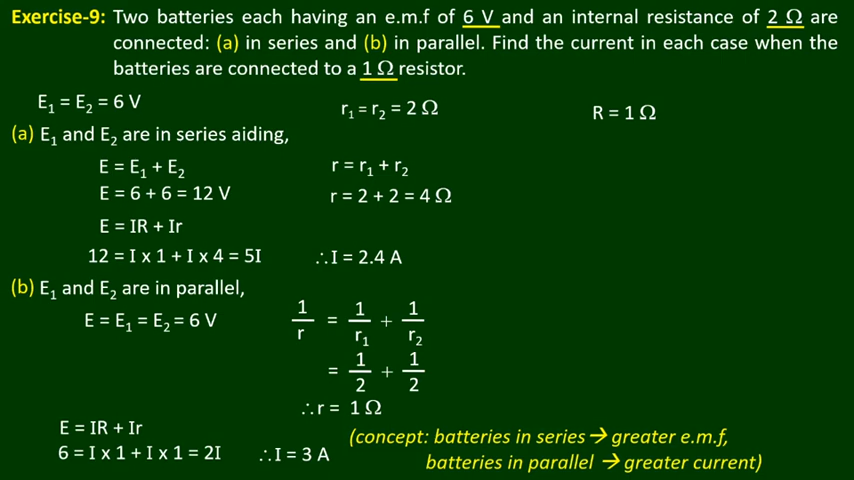 Exercise-9: Two batteries each having an e.m.f of 6 V and an internal resistance of 2 Ω are
connected: (a) in series and (b) in parallel. Find the current in each case when the
batteries are connected to a 1 Ω resistor.
E₁ = E₂ = 6 V r₁ = r₂ = 2 Ω R = 1 Ω
(a) E₁ and E₂ are in series aiding,
E = E₁ + E₂ r = r₁ + r₂
E = 6 + 6 = 12 V r = 2 + 2 = 4 Ω
E = IR + Ir
12 = I x 1 + I x 4 = 5I ∴I = 2.4 A
(b) E₁ and E₂ are in parallel,
E = E₁ = E₂ = 6 V 1/r = 1/r₁ + 1/r₂
= 1/2 + 1/2
∴r = 1 Ω
E = IR + Ir
6 = I x 1 + I x 1 = 2I ∴I = 3 A
(concept: batteries in series → greater e.m.f,
batteries in parallel → greater current)